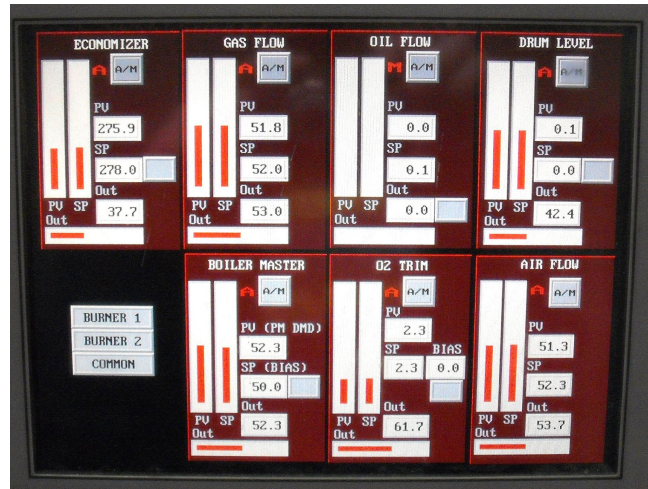 ECONOMIZER
A A/M
PV
275.9
SP
278.0
Out
37.7
PV SP
Out
GAS FLOW
A A/M
PV
51.8
SP
52.0
Out
53.0
PV SP
Out
OIL FLOW
M A/M
PV
0.0
SP
0.1
Out
0.0
PV SP
Out
DRUM LEVEL
A A/M
PV
0.1
SP
0.0
Out
42.4
PV SP
Out
BURNER 1
BURNER 2
COMMON
BOILER MASTER
A A/M
PV (PM DMD)
52.3
SP (BIAS)
50.0
Out
52.3
PV SP
Out
O2 TRIM
A A/M
PV
2.3
SP BIAS
2.3 0.0
Out
61.7
PV SP
Out
AIR FLOW
A A/M
PV
51.3
SP
52.3
Out
53.7
PV SP
Out